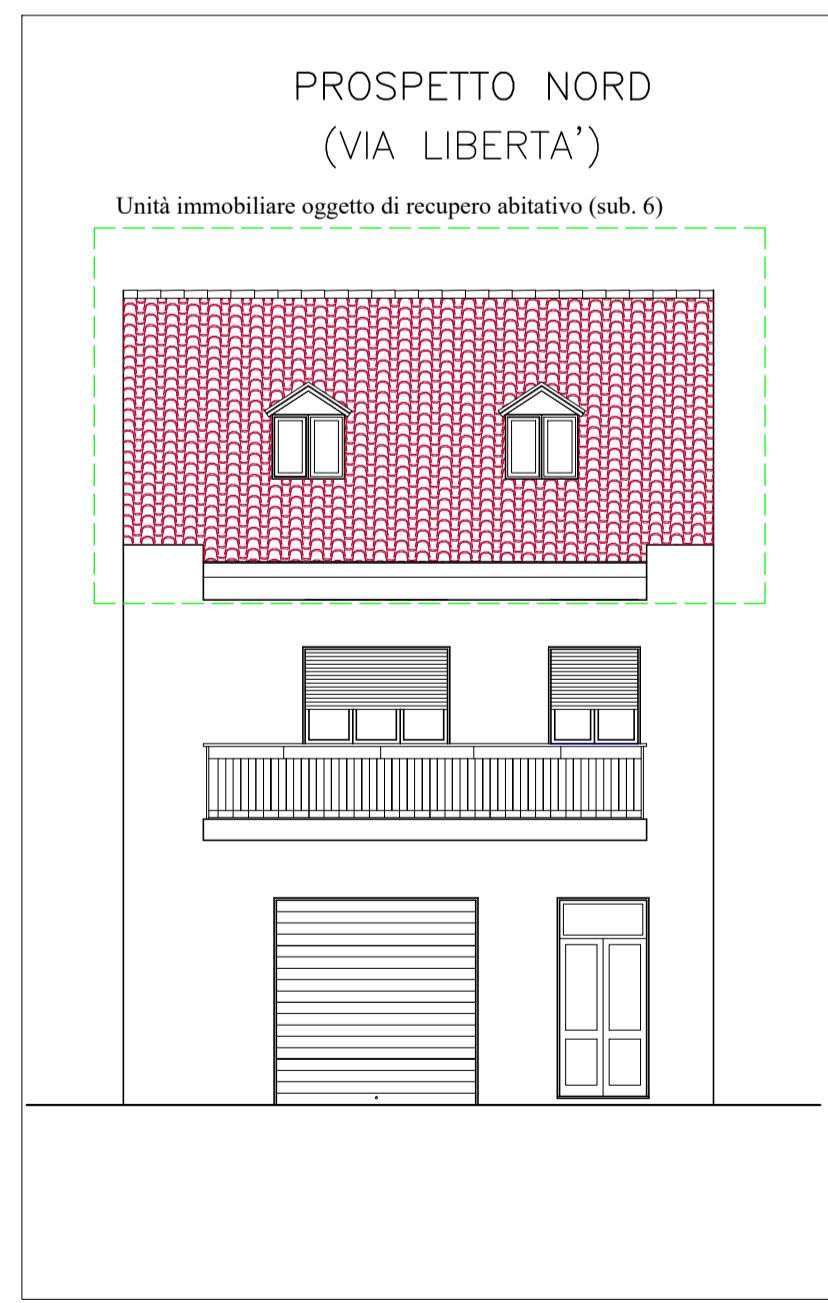 PROSPETTO NORD
(VIA LIBERTA')
Unità immobiliare oggetto di recupero abitativo (sub. 6)